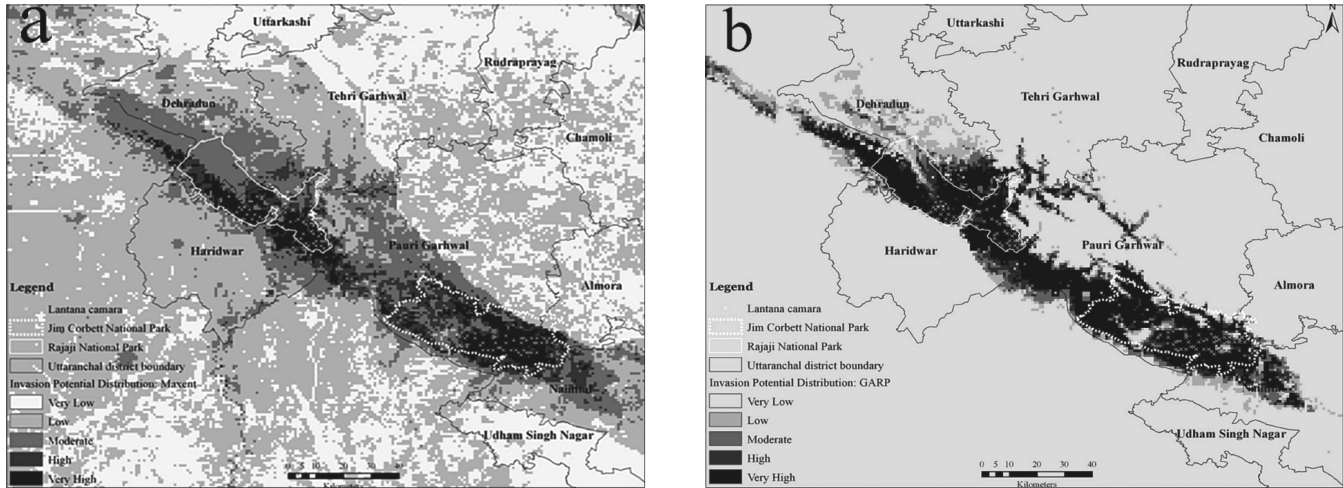 a
Uttarkashi
N
Rudraprayag
Dehradun
Tehri Garhwal
Chamoli
Haridwar
Pauri Garhwal
Almora
Legend
Lantana camara
Jim Corbett National Park
Rajaji National Park
Uttaranchal district boundary
Invasion Potential Distribution: Maxent
Very Low
Low
Moderate
High
Very High
Nainital
Udham Singh Nagar
0 5 10 20 30 40
Kilometers
b
Uttarkashi
N
Rudraprayag
Dehradun
Tehri Garhwal
Chamoli
Haridwar
Pauri Garhwal
Almora
Legend
Lantana camara
Jim Corbett National Park
Rajaji National Park
Uttaranchal district boundary
Invasion Potential Distribution: GARP
Very Low
Low
Moderate
High
Very High
Nainital
Udham Singh Nagar
0 5 10 20 30 40
Kilometers